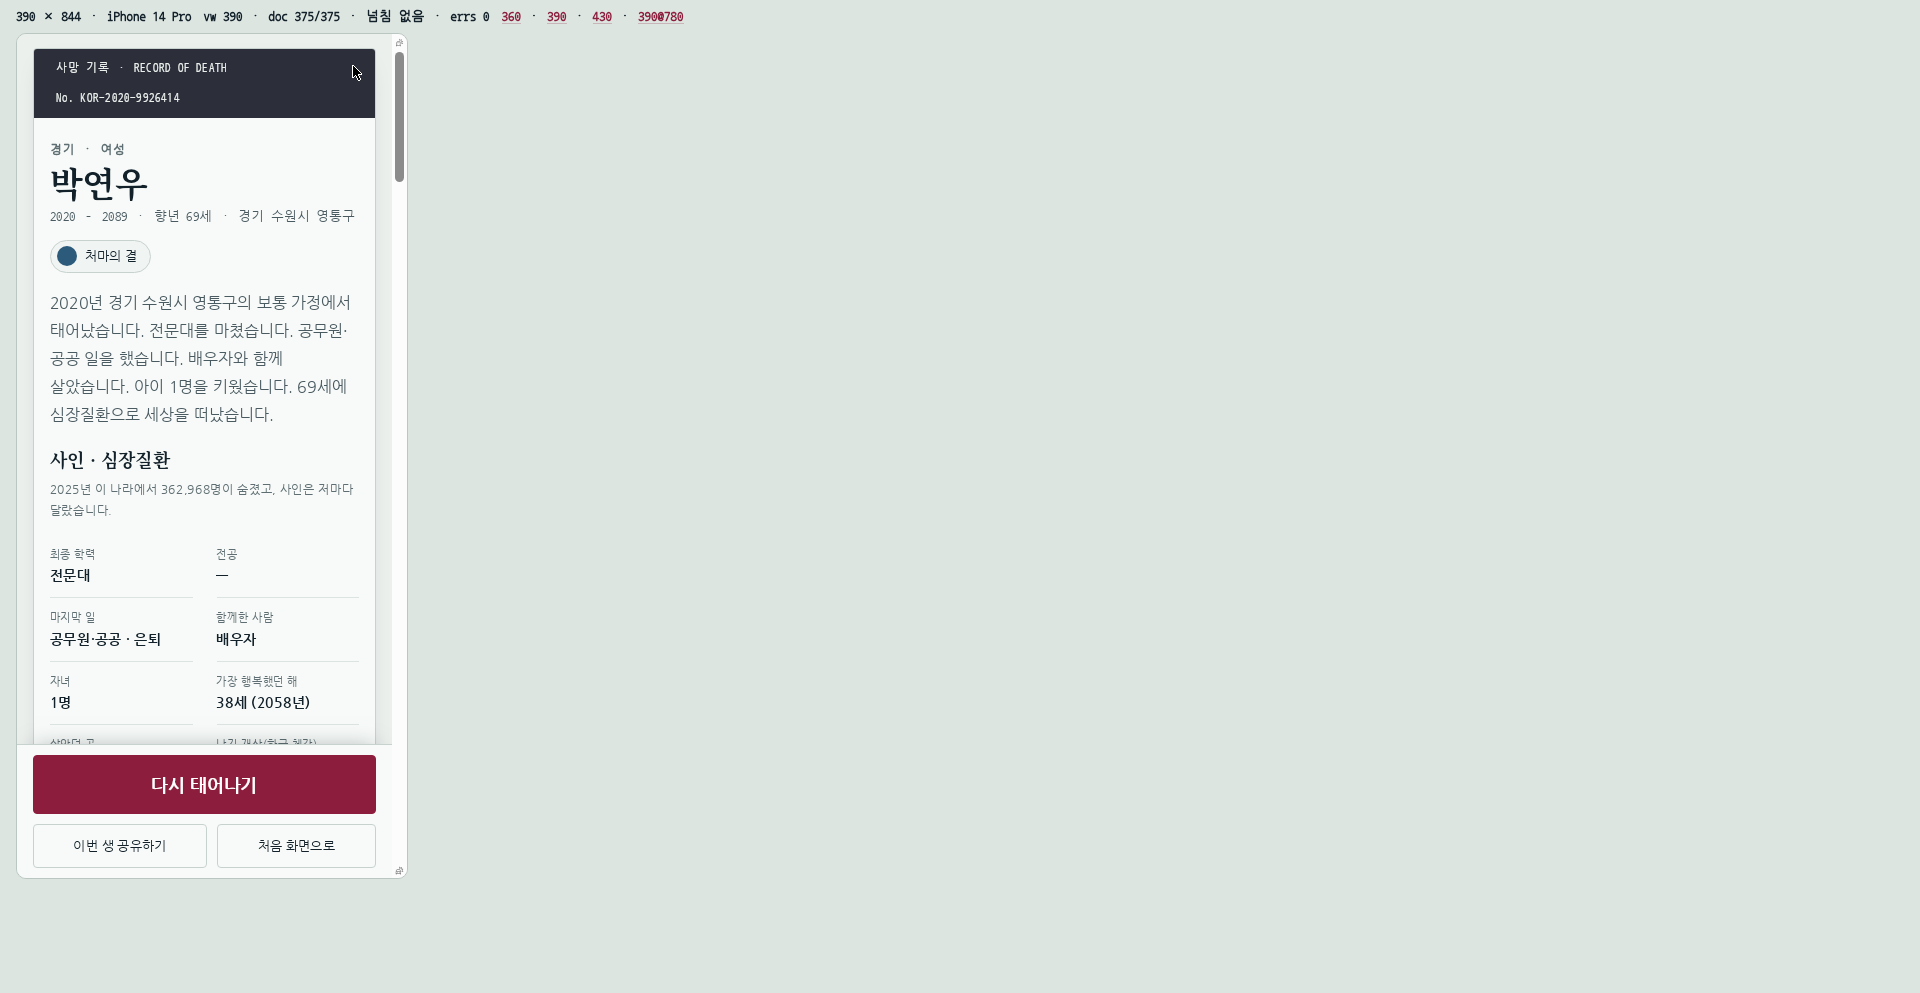 390 × 844 · iPhone 14 Pro vw 390 · doc 375/375 · 넘침 없음 · errs 0 360 · 390 · 430 · 390@780
사망 기록 · RECORD OF DEATH
No. KOR-2020-9926414
경기 · 여성
박연우
2020 - 2089 · 향년 69세 · 경기 수원시 영통구
처마의 결
2020년 경기 수원시 영통구의 보통 가정에서
태어났습니다. 전문대를 마쳤습니다. 공무원·
공공 일을 했습니다. 배우자와 함께
살았습니다. 아이 1명을 키웠습니다. 69세에
심장질환으로 세상을 떠났습니다.
사인 · 심장질환
2025년 이 나라에서 362,968명이 숨졌고, 사인은 저마다
달랐습니다.
최종 학력 전공
전문대 —
마지막 일 함께한 사람
공무원·공공 · 은퇴 배우자
자녀 가장 행복했던 해
1명 38세 (2058년)
다시 태어나기
이번 생 공유하기 처음 화면으로